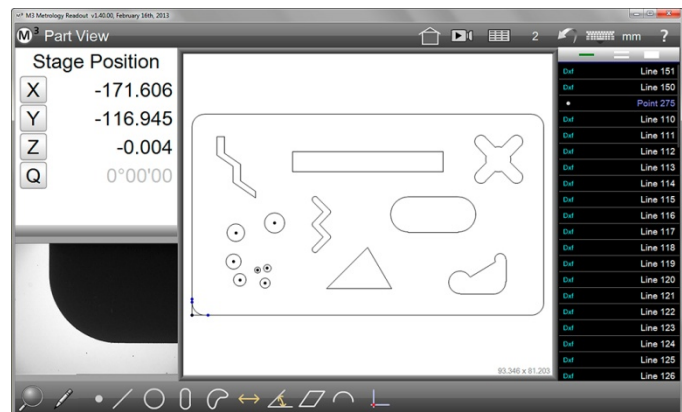 M3 Metrology Readout v1.40.00, February 16th, 2013
M3 Part View
2
mm
?
Stage Position
X -171.606
Y -116.945
Z -0.004
Q 0°00'00
93.346 x 81.203
Dxf Line 151
Dxf Line 150
Point 275
Dxf Line 110
Dxf Line 111
Dxf Line 112
Dxf Line 113
Dxf Line 114
Dxf Line 115
Dxf Line 116
Dxf Line 117
Dxf Line 118
Dxf Line 119
Dxf Line 120
Dxf Line 121
Dxf Line 122
Dxf Line 123
Dxf Line 124
Dxf Line 125
Dxf Line 126